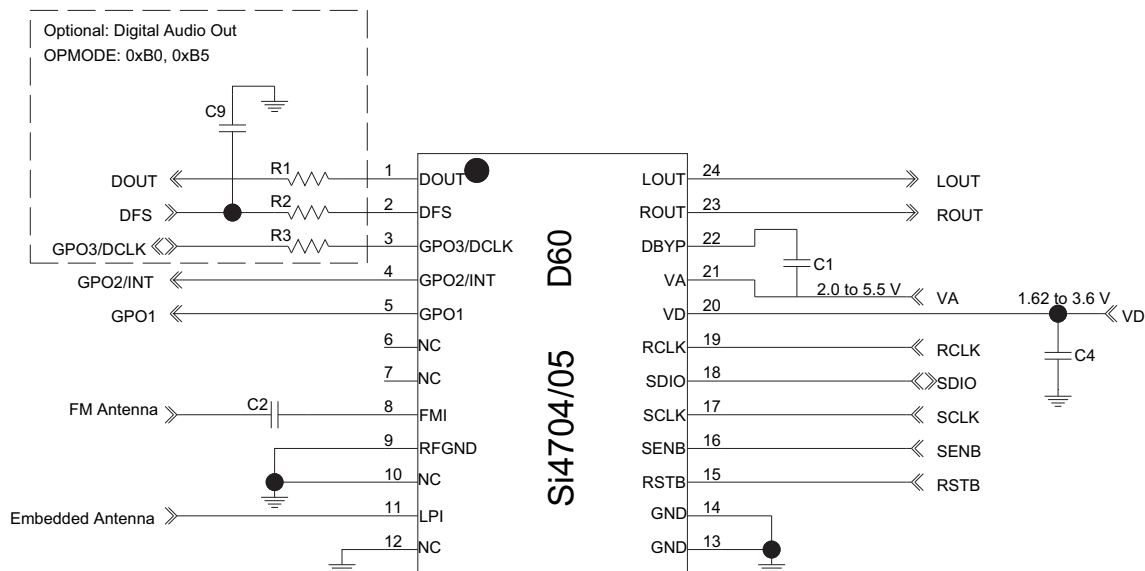 Optional: Digital Audio Out
OPMODE: 0xB0, 0xB5
C9
DOUT
R1
1
DOUT
DFS
R2
2
DFS
GPO3/DCLK
R3
3
GPO3/DCLK
GPO2/INT
4
GPO2/INT
GPO1
5
GPO1
6
NC
7
NC
FM Antenna
C2
8
FMI
9
RFGND
10
NC
Embedded Antenna
11
LPI
12
NC
Si4704/05
D60
LOUT
24
LOUT
ROUT
23
ROUT
DBYP
22
C1
VA
21
2.0 to 5.5 V
VA
VD
20
1.62 to 3.6 V
VD
C4
RCLK
19
RCLK
SDIO
18
SDIO
SCLK
17
SCLK
SENB
16
SENB
RSTB
15
RSTB
GND
14
GND
13